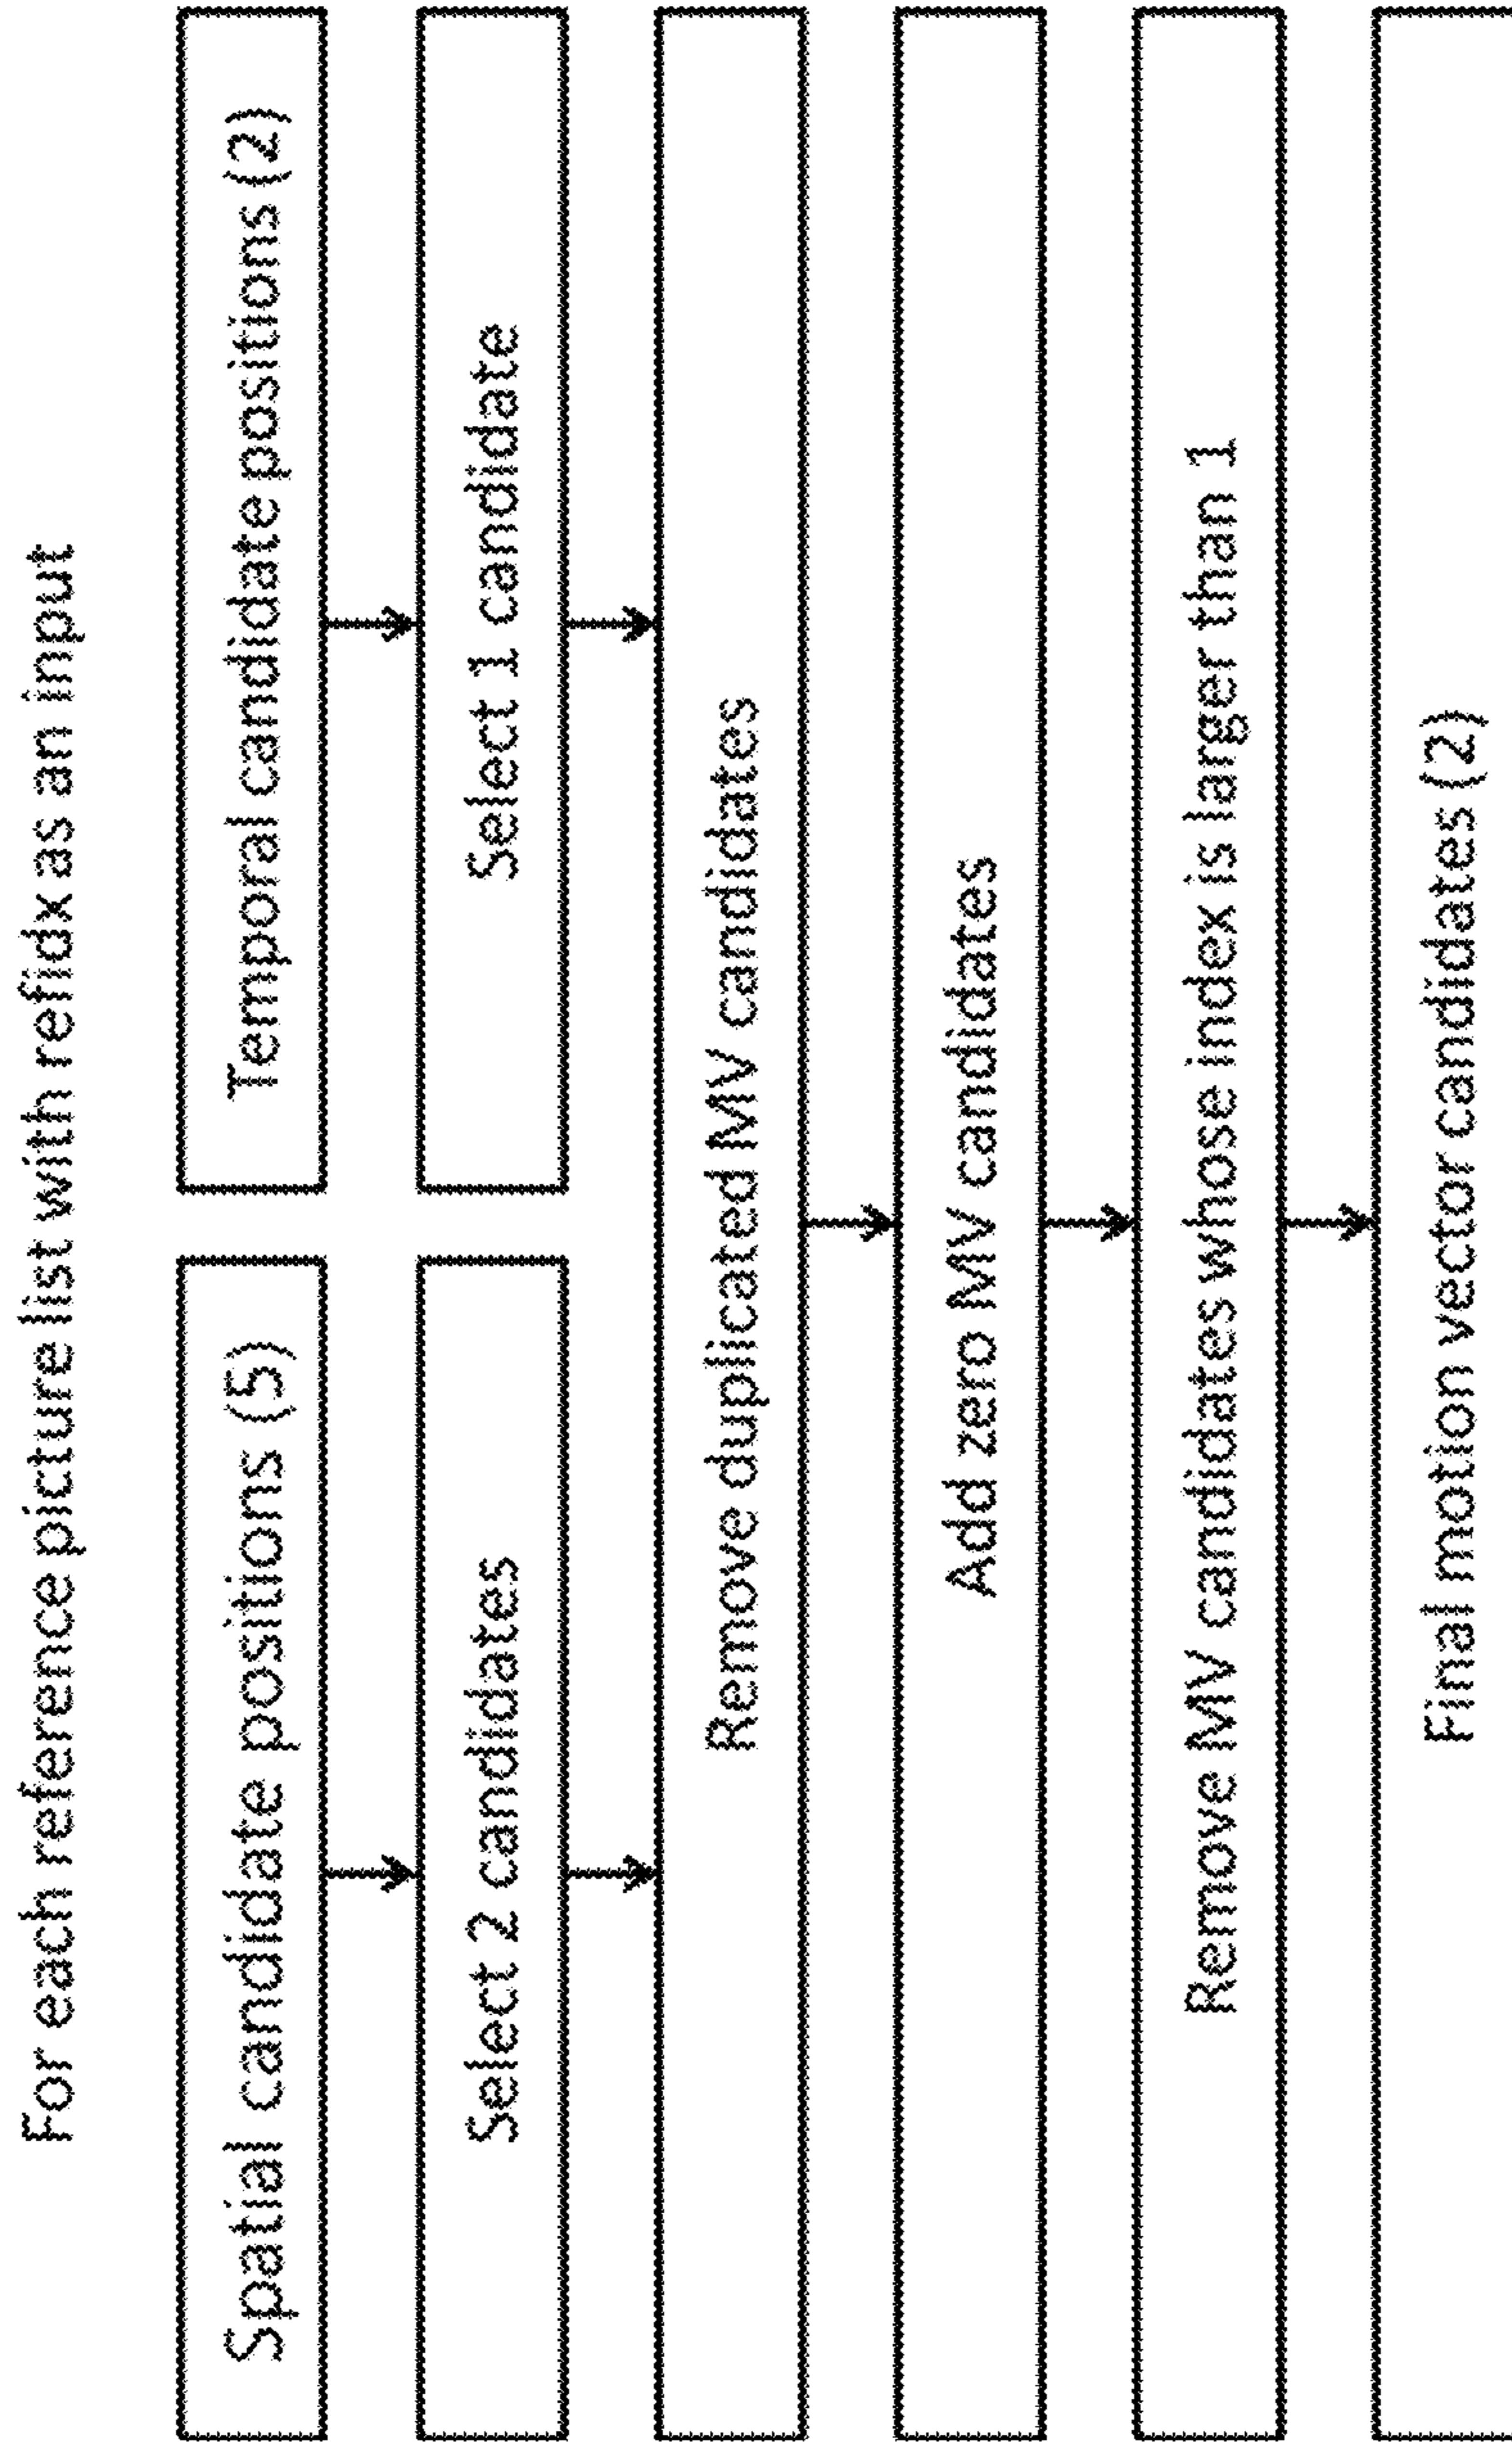 For each reference picture list with refidx as an input
Spatial candidate positions (5)
Temporal candidate positions (2)
Select 2 candidates
Select 1 candidate
Remove duplicated MV candidates
Add zero MV candidates
Remove MV candidates whose index is larger than 1
Final motion vector candidates (2)